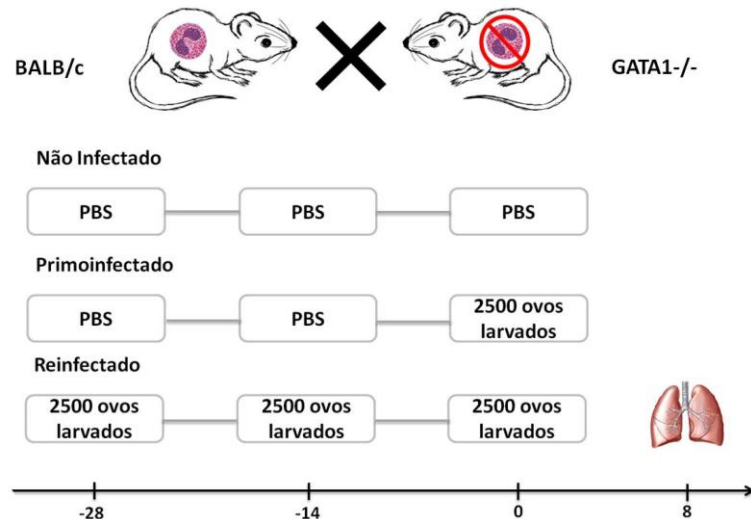 BALB/c
GATA1-/-
Não Infectado
PBS
PBS
PBS
Primoinfectado
PBS
PBS
2500 ovos
larvados
Reinfectado
2500 ovos
larvados
2500 ovos
larvados
2500 ovos
larvados
-28
-14
0
8